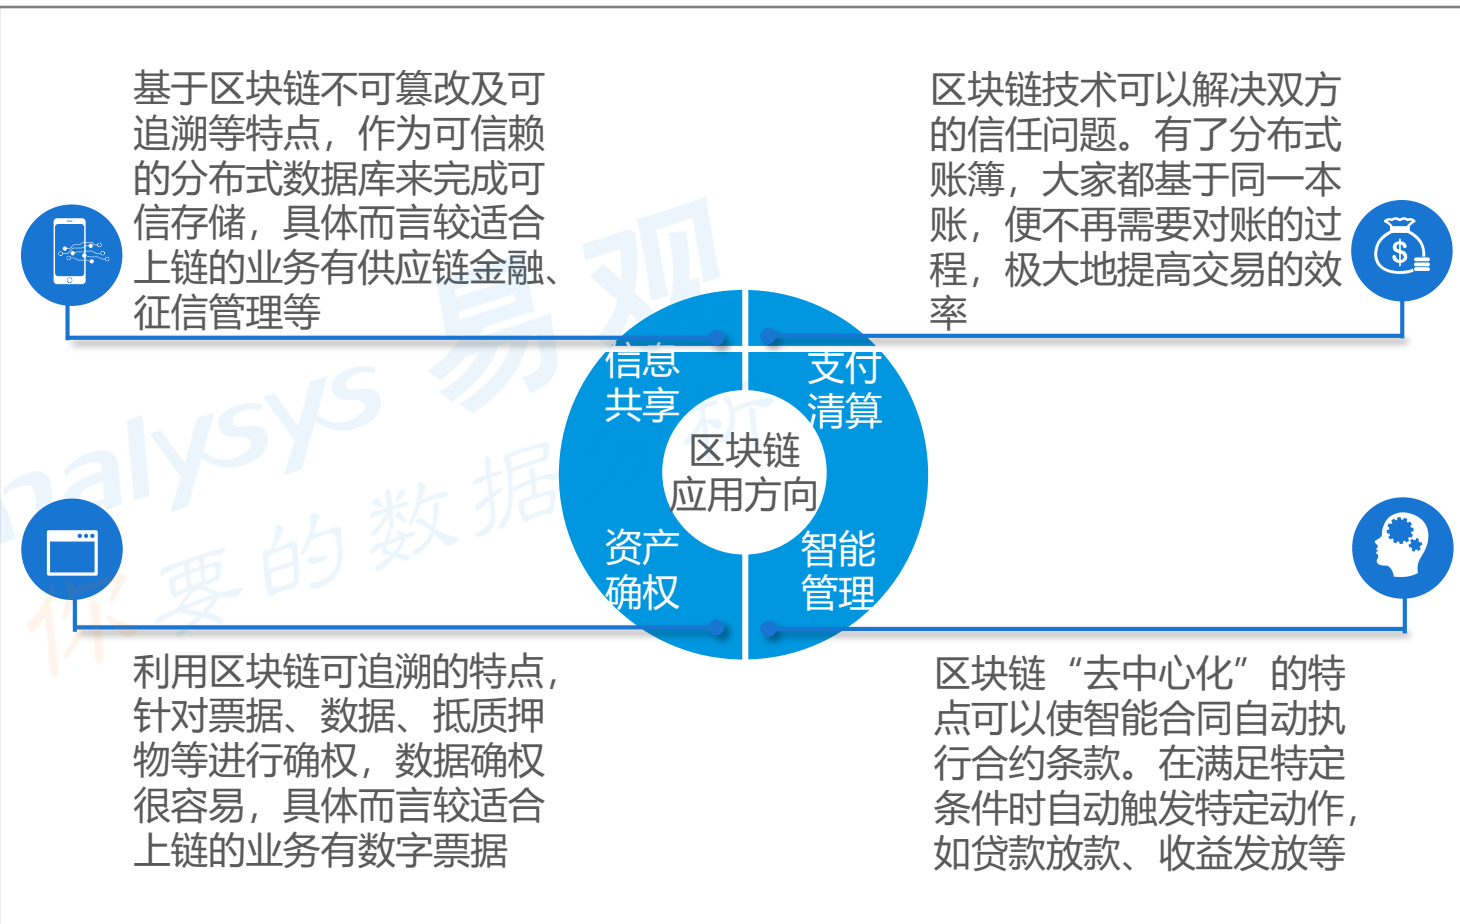 基于区块链不可篡改及可
追溯等特点，作为可信赖
的分布式数据库来完成可
信存储，具体而言较适合
上链的业务有供应链金融、
征信管理等
区块链技术可以解决双方
的信任问题。有了分布式
账簿，大家都基于同一本
账，便不再需要对账的过
程，极大地提高交易的效
率
$
信息
共享
支付
清算
区块链
应用方向
资产
确权
智能
管理
利用区块链可追溯的特点，
针对票据、数据、抵质押
物等进行确权，数据确权
很容易，具体而言较适合
上链的业务有数字票据
区块链“去中心化”的特
点可以使智能合同自动执
行合约条款。在满足特定
条件时自动触发特定动作，
如贷款放款、收益发放等
nalysys 易观
你要的数据 析